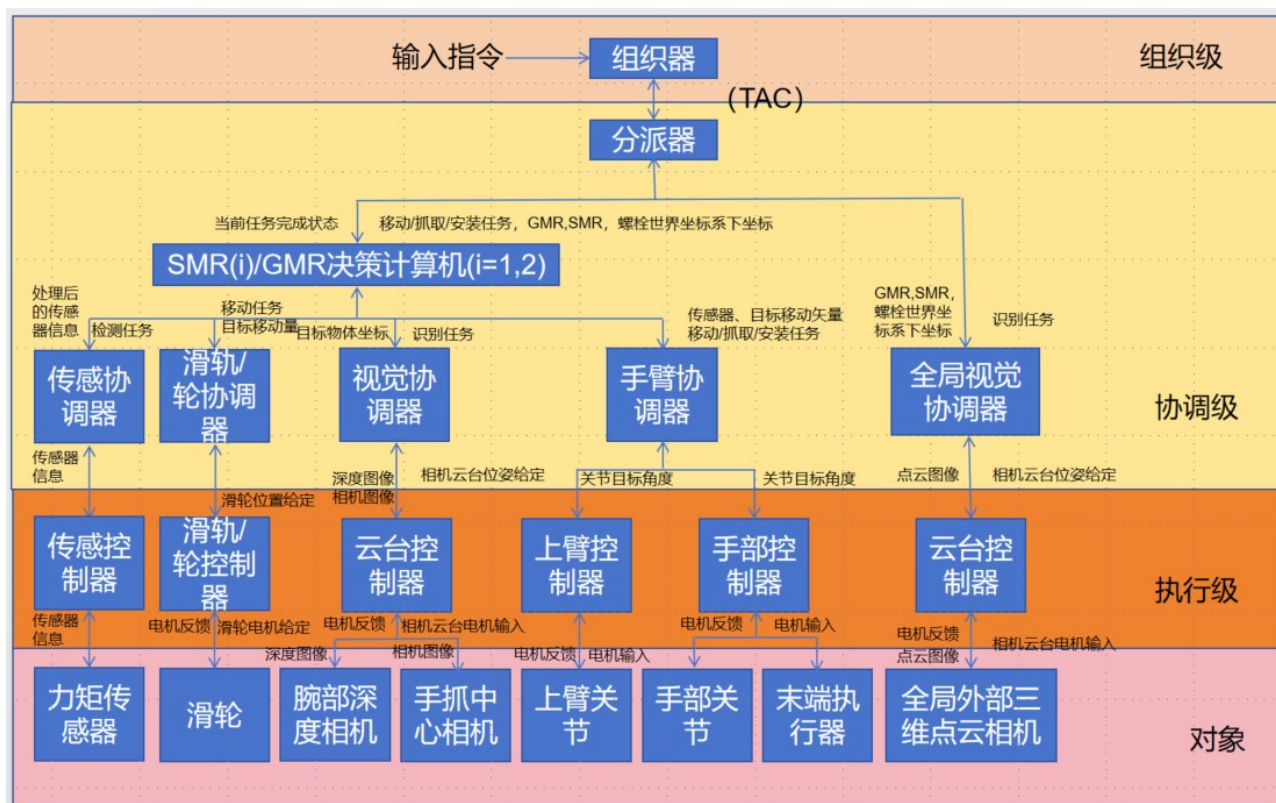 输入指令
组织器
组织级
(TAC)
分派器
当前任务完成状态
移动/抓取/安装任务，GMR,SMR，螺栓世界坐标系下坐标
SMR(i)/GMR决策计算机(i=1,2)
处理后
的传感
器信息
检测任务
移动任务
目标移动量
目标物体坐标
识别任务
传感器、目标移动矢量
移动/抓取/安装任务
GMR,SMR，
螺栓世界坐
标系下坐标
识别任务
传感协
调器
滑轨/
轮协调
器
视觉协
调器
手臂协
调器
全局视觉
协调器
协调级
传感器
信息
滑轮位置给定
深度图像
相机图像
相机云台位姿给定
关节目标角度
关节目标角度
点云图像
相机云台位姿给定
传感控
制器
滑轨/
轮控制
器
云台控
制器
上臂控
制器
手部控
制器
云台控
制器
执行级
传感器
信息
电机反馈
滑轮电机给定
电机反馈
相机云台电机输入
深度图像
相机图像
电机反馈
电机输入
电机反馈
电机输入
电机反馈
点云图像
相机云台电机输入
力矩传
感器
滑轮
腕部深
度相机
手抓中
心相机
上臂关
节
手部关
节
末端执
行器
全局外部三
维点云相机
对象